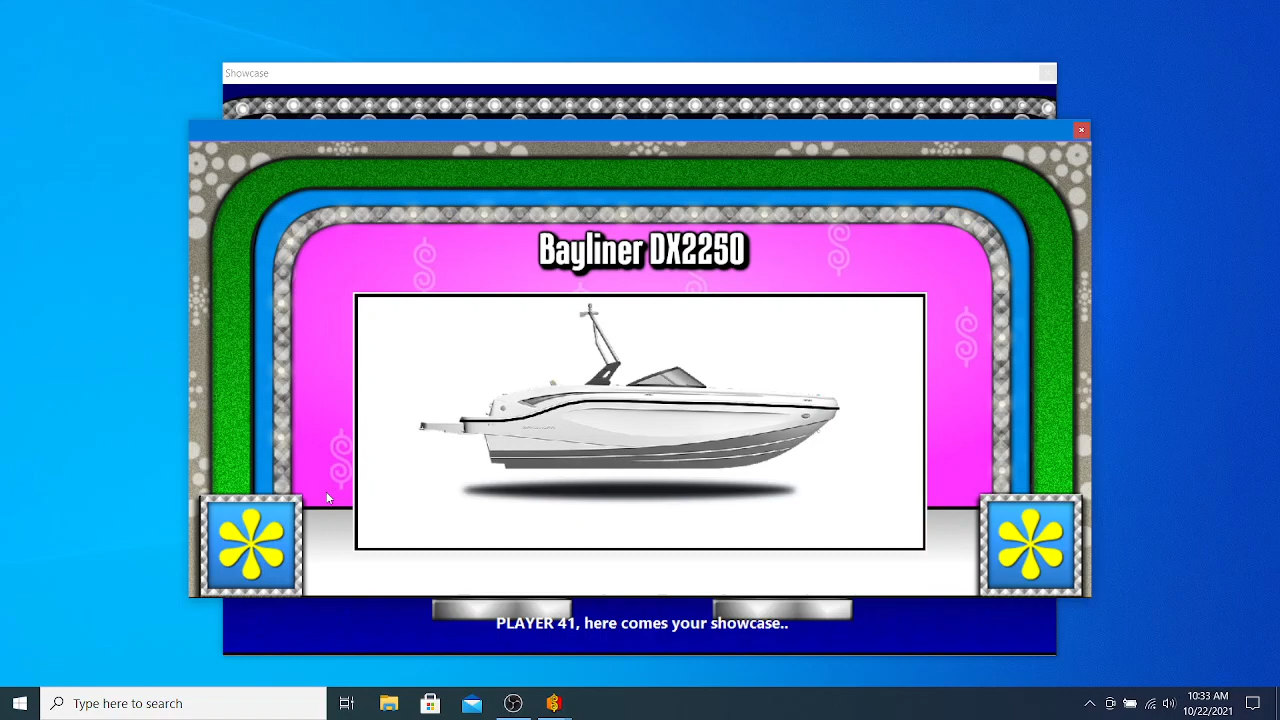 Showcase
Bayliner DX2250
PLAYER 41, here comes your showcase..
Type here to search
10:33 AM
10/22/2021